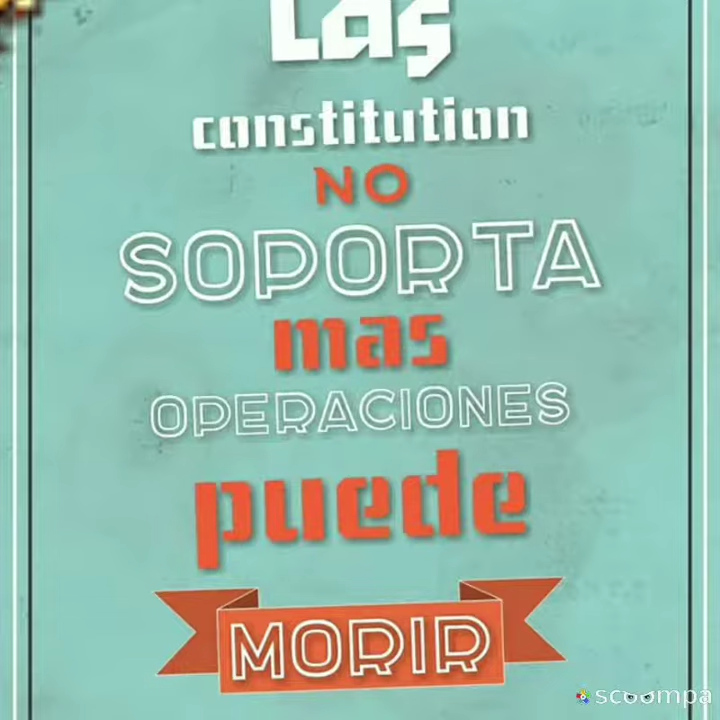 Las
constitution
NO
SOPORTA
mas
OPERACIONES
puede
MORIR
scoompa